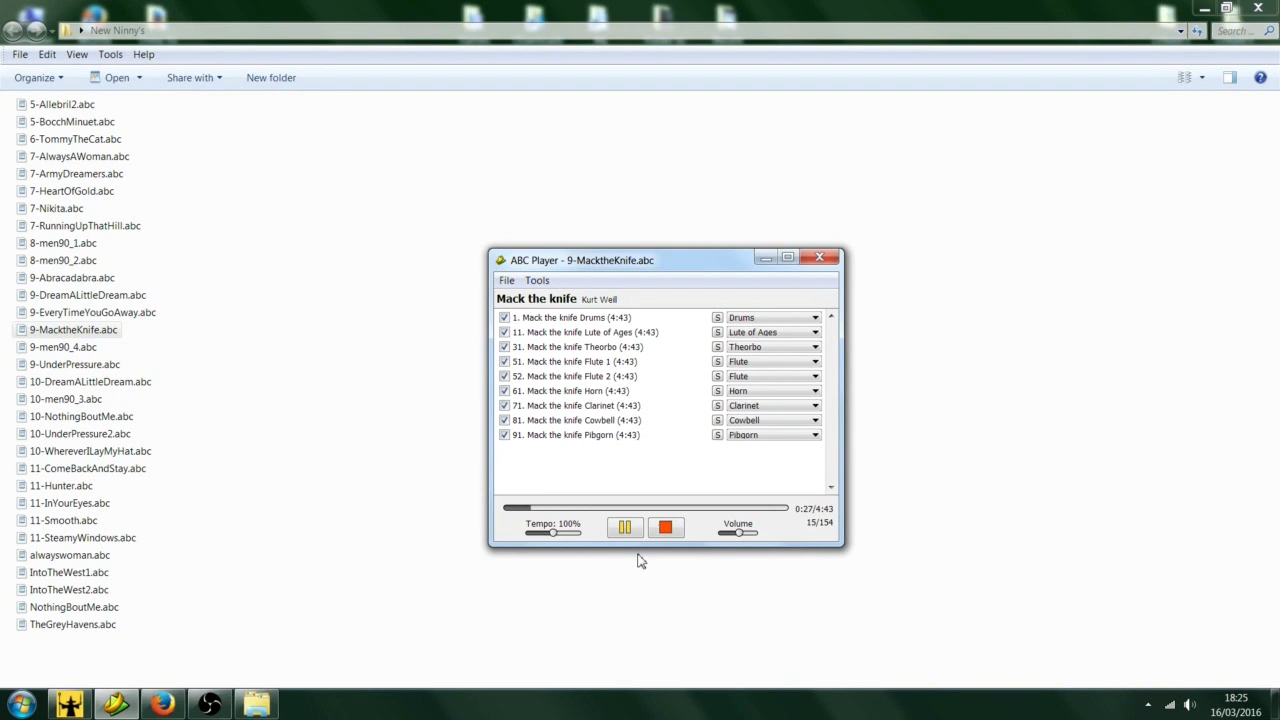 New Ninny's
Search ...
File Edit View Tools Help
Organize Open Share with New folder
5-Allebril2.abc
5-BocchMinuet.abc
6-TommyTheCat.abc
7-AlwaysAWoman.abc
7-ArmyDreamers.abc
7-HeartOfGold.abc
7-Nikita.abc
7-RunningUpThatHill.abc
8-men90_1.abc
8-men90_2.abc
9-Abracadabra.abc
9-DreamALittleDream.abc
9-EveryTimeYouGoAway.abc
9-MacktheKnife.abc
9-men90_4.abc
9-UnderPressure.abc
10-DreamALittleDream.abc
10-men90_3.abc
10-NothingBoutMe.abc
10-UnderPressure2.abc
10-WhereverILayMyHat.abc
11-ComeBackAndStay.abc
11-Hunter.abc
11-InYourEyes.abc
11-Smooth.abc
11-SteamyWindows.abc
alwayswoman.abc
IntoTheWest1.abc
IntoTheWest2.abc
NothingBoutMe.abc
TheGreyHavens.abc
ABC Player - 9-MacktheKnife.abc
File Tools
Mack the knife Kurt Weil
1. Mack the knife Drums (4:43) S Drums
11. Mack the knife Lute of Ages (4:43) S Lute of Ages
31. Mack the knife Theorbo (4:43) S Theorbo
51. Mack the knife Flute 1 (4:43) S Flute
52. Mack the knife Flute 2 (4:43) S Flute
61. Mack the knife Horn (4:43) S Horn
71. Mack the knife Clarinet (4:43) S Clarinet
81. Mack the knife Cowbell (4:43) S Cowbell
91. Mack the knife Pibgorn (4:43) S Pibgorn
0:27/4:43
Tempo: 100% Volume 15/154
18:25
16/03/2016